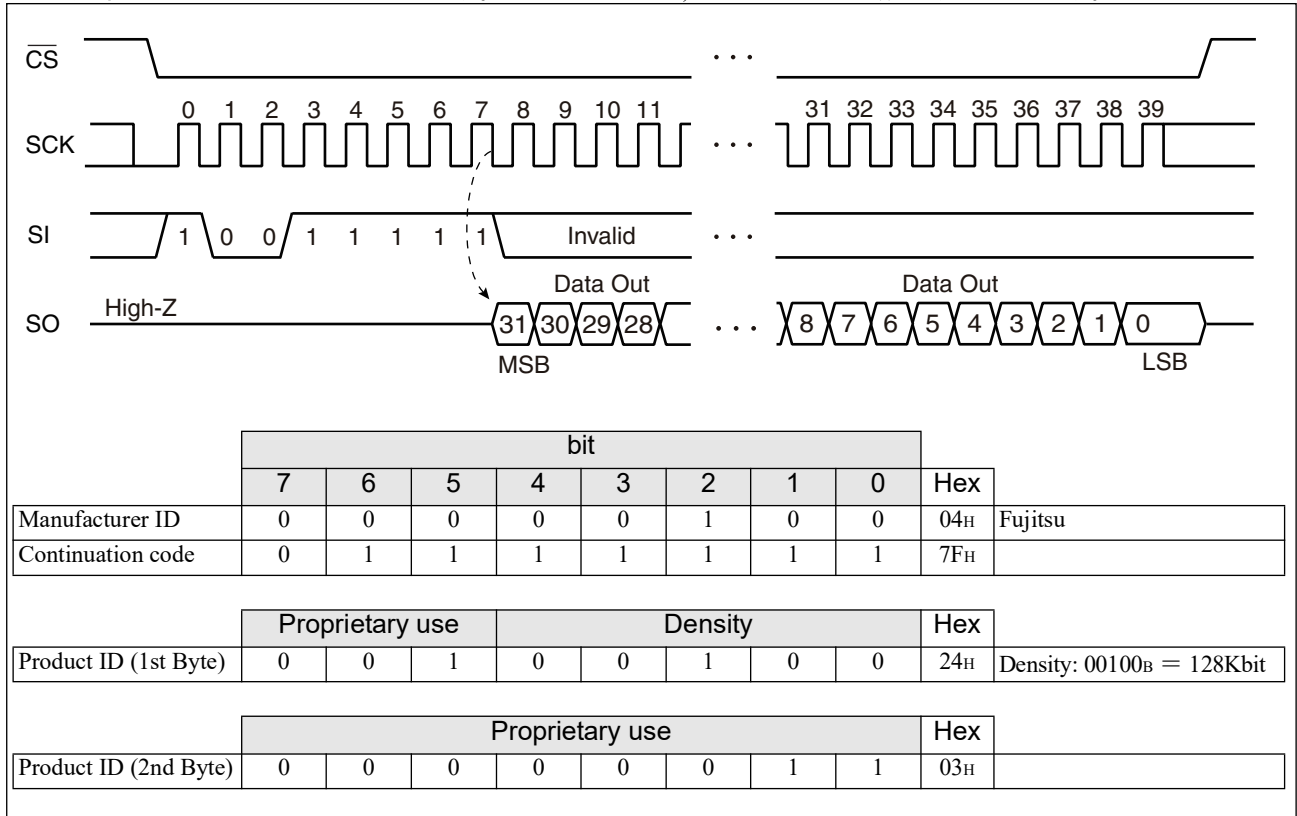 CS
0 1 2 3 4 5 6 7 8 9 10 11 31 32 33 34 35 36 37 38 39
SCK
SI 1 0 0 1 1 1 1 1 Invalid
Data Out Data Out
High-Z
SO 31 30 29 28 8 7 6 5 4 3 2 1 0
MSB LSB
bit
7 6 5 4 3 2 1 0 Hex
Manufacturer ID 0 0 0 0 0 1 0 0 04H Fujitsu
Continuation code 0 1 1 1 1 1 1 1 7FH
Proprietary use Density Hex
Product ID (1st Byte) 0 0 1 0 0 1 0 0 24H Density: 00100B = 128Kbit
Proprietary use Hex
Product ID (2nd Byte) 0 0 0 0 0 0 1 1 03H